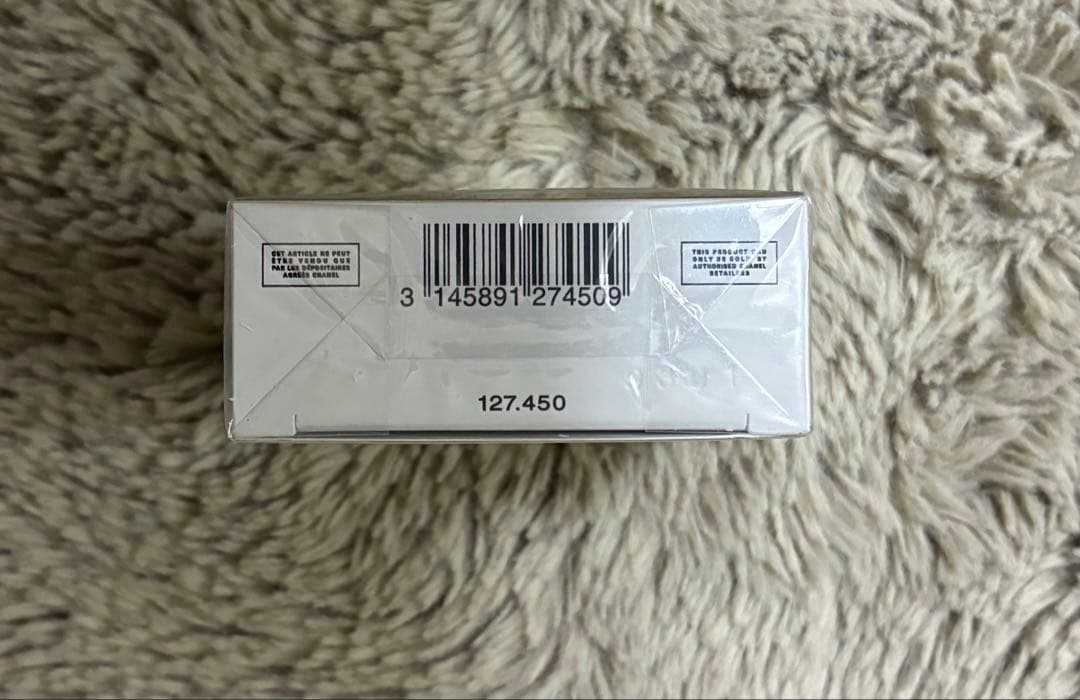 CET ARTICLE NE PEUT
ÊTRE VENDU QUE
PAR LES DÉPOSITAIRES
AGRÉÉS CHANEL
3 145891 274509
THIS PRODUCT CAN
ONLY BE SOLD BY
AUTHORISED CHANEL
RETAILERS
127.450